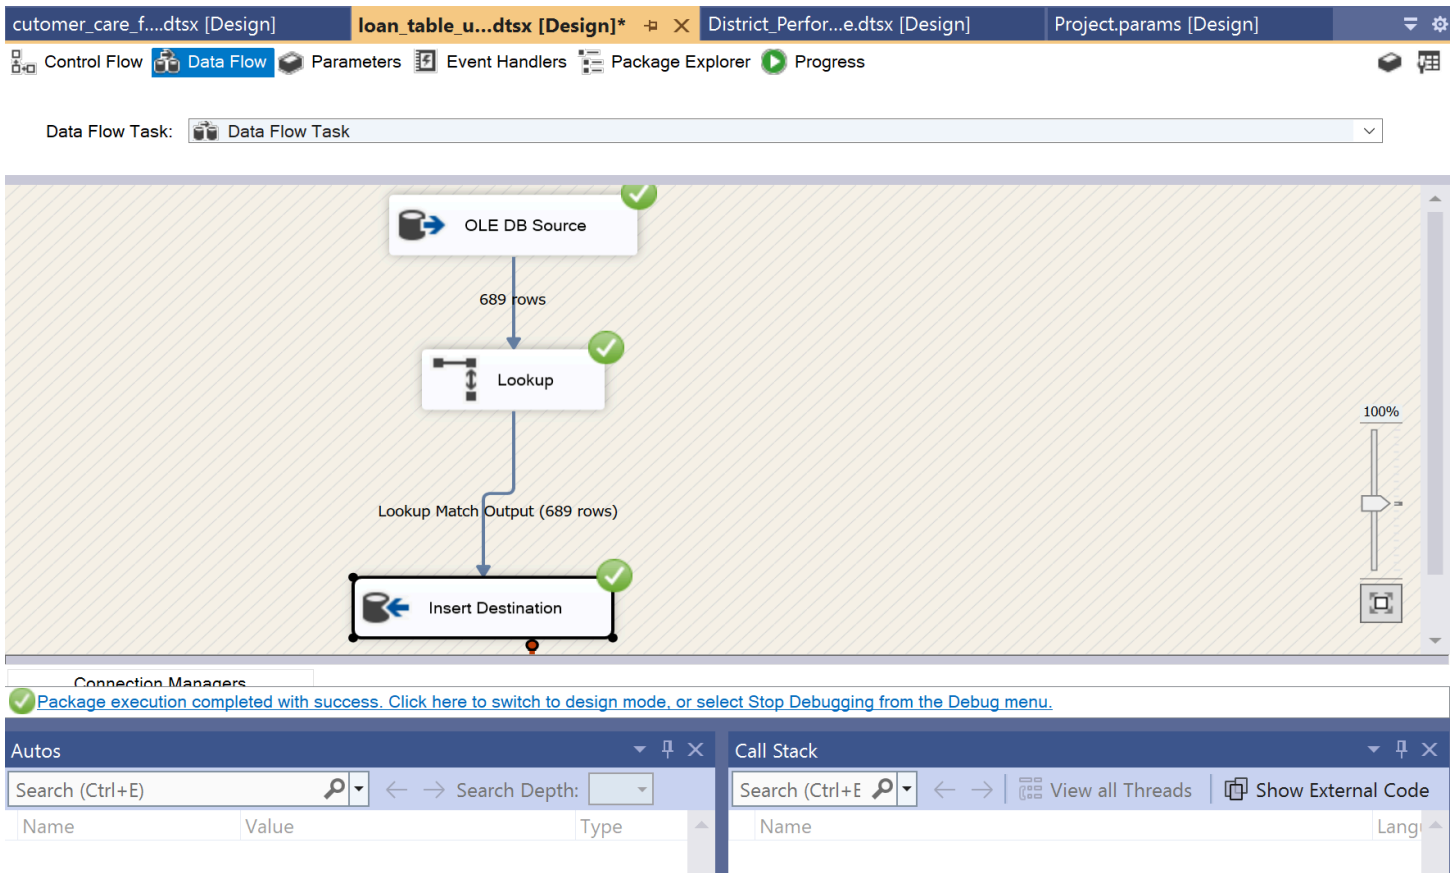 cutomer_care_f....dtsx [Design] loan_table_u...dtsx [Design]* District_Perfor...e.dtsx [Design] Project.params [Design]
Control Flow Data Flow Parameters Event Handlers Package Explorer Progress
Data Flow Task: Data Flow Task
OLE DB Source
689 rows
Lookup
100%
Lookup Match Output (689 rows)
Insert Destination
Connection Managers
Package execution completed with success. Click here to switch to design mode, or select Stop Debugging from the Debug menu.
Autos Call Stack
Search (Ctrl+E) Search Depth: Search (Ctrl+E View all Threads Show External Code
Name Value Type Name Lang